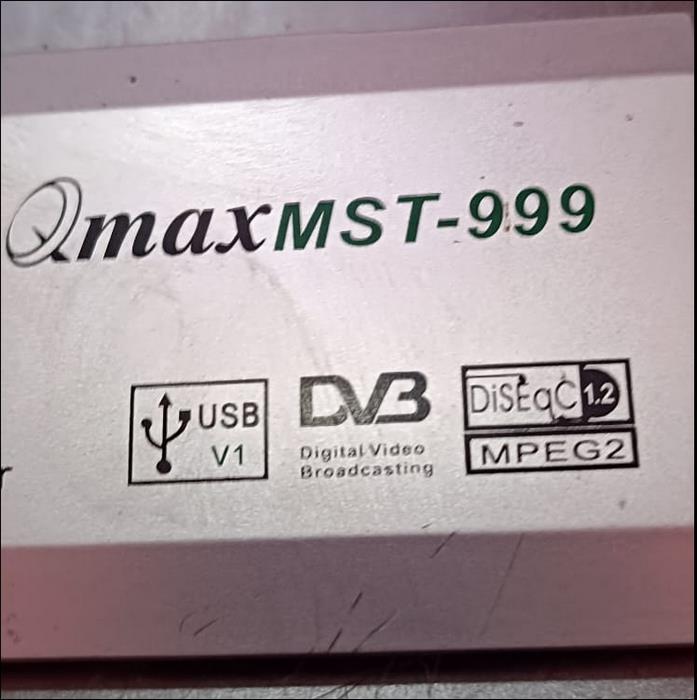 QmaxMST-999
USB
V1
DVB
Digital Video
Broadcasting
DiSEqC 1.2
MPEG2